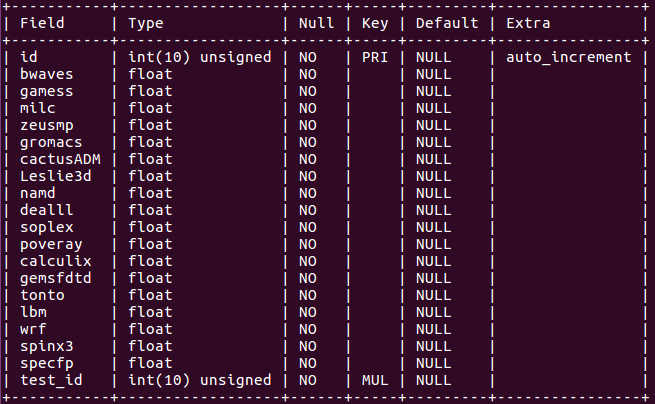 +-----------+------------------+------+-----+---------+----------------+
| Field     | Type             | Null | Key | Default | Extra          |
+-----------+------------------+------+-----+---------+----------------+
| id        | int(10) unsigned | NO   | PRI | NULL    | auto_increment |
| bwaves    | float            | NO   |     | NULL    |                |
| gamess    | float            | NO   |     | NULL    |                |
| milc      | float            | NO   |     | NULL    |                |
| zeusmp    | float            | NO   |     | NULL    |                |
| gromacs   | float            | NO   |     | NULL    |                |
| cactusADM | float            | NO   |     | NULL    |                |
| Leslie3d  | float            | NO   |     | NULL    |                |
| namd      | float            | NO   |     | NULL    |                |
| dealll    | float            | NO   |     | NULL    |                |
| soplex    | float            | NO   |     | NULL    |                |
| poveray   | float            | NO   |     | NULL    |                |
| calculix  | float            | NO   |     | NULL    |                |
| gemsfdtd  | float            | NO   |     | NULL    |                |
| tonto     | float            | NO   |     | NULL    |                |
| lbm       | float            | NO   |     | NULL    |                |
| wrf       | float            | NO   |     | NULL    |                |
| spinx3    | float            | NO   |     | NULL    |                |
| specfp    | float            | NO   |     | NULL    |                |
| test_id   | int(10) unsigned | NO   | MUL | NULL    |                |
+-----------+------------------+------+-----+---------+----------------+